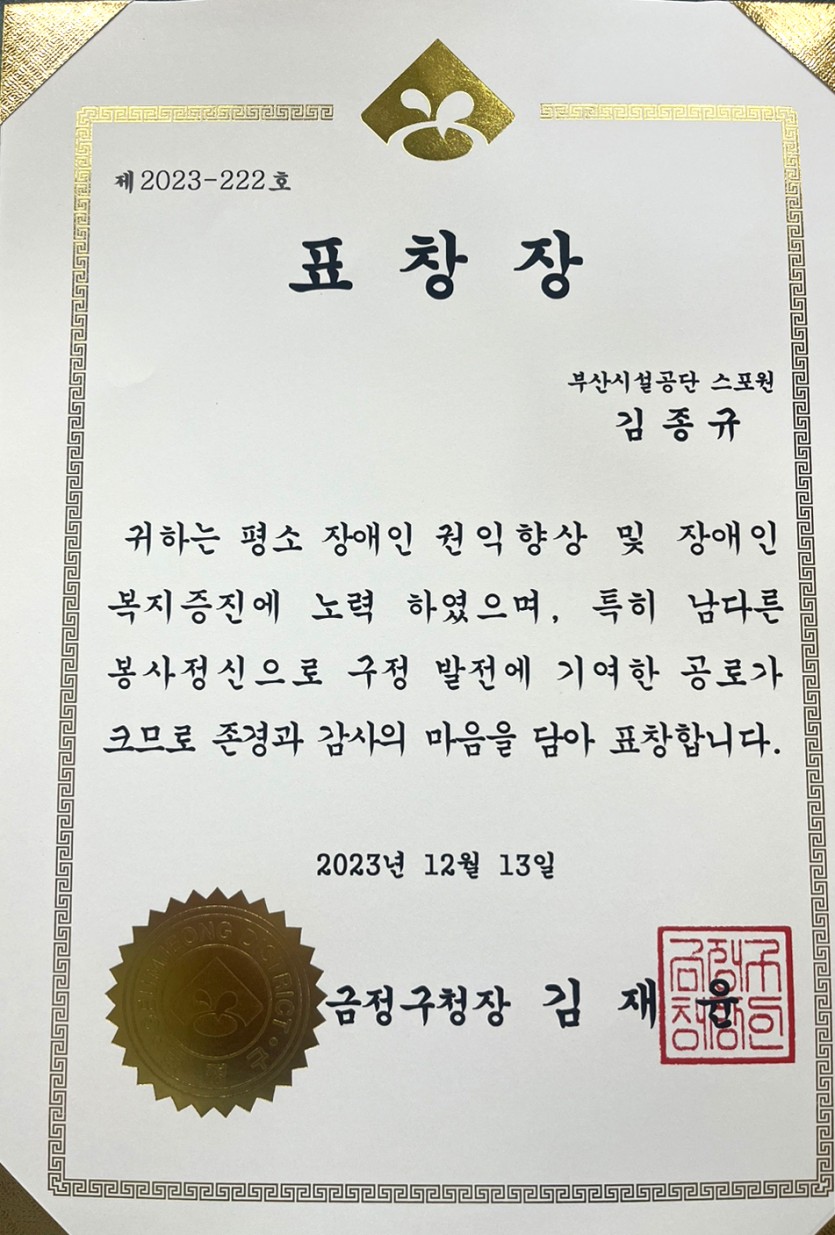 제2023-222호
표 창 장
부산시설공단 스포원
김 종 규
귀하는 평소 장애인 권익향상 및 장애인
복지증진에 노력 하였으며, 특히 남다른
봉사정신으로 구정 발전에 기여한 공로가
크므로 존경과 감사의 마음을 담아 표창합니다.
2023년 12월 13일
금정구청장 김 재 윤